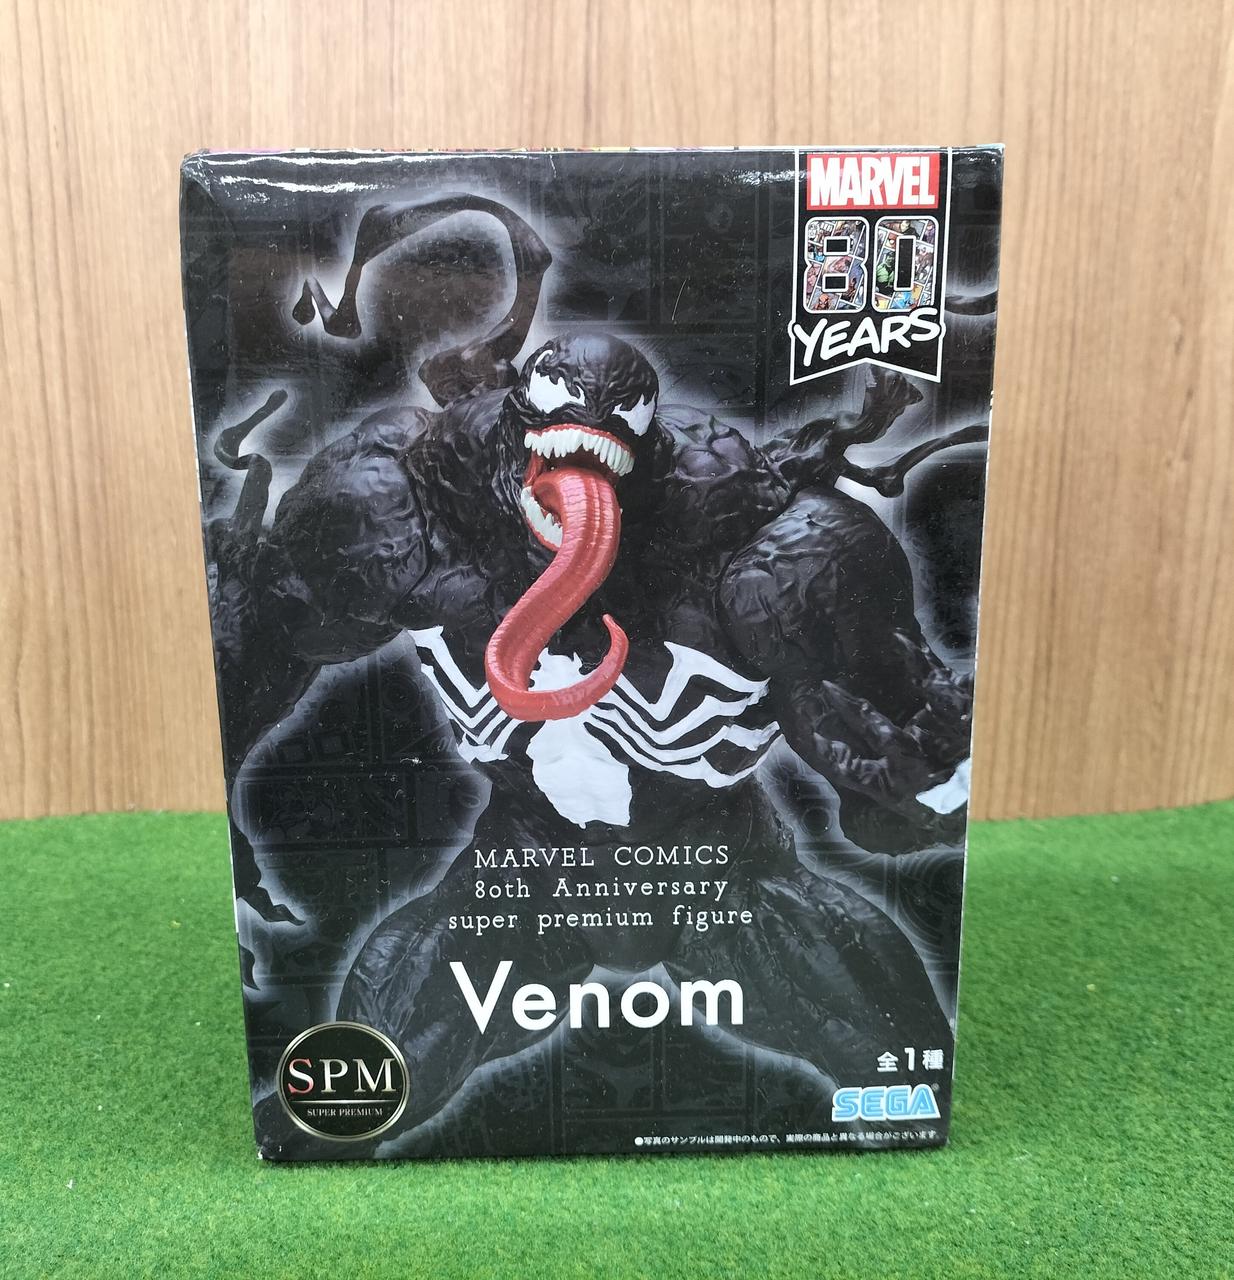 MARVEL
80
YEARS
MARVEL COMICS
80th Anniversary
super premium figure
Venom
SPM
SUPER PREMIUM
全1種
SEGA®
●写真のサンプルは開発中のもので、実際の商品と異なる場合がございます。